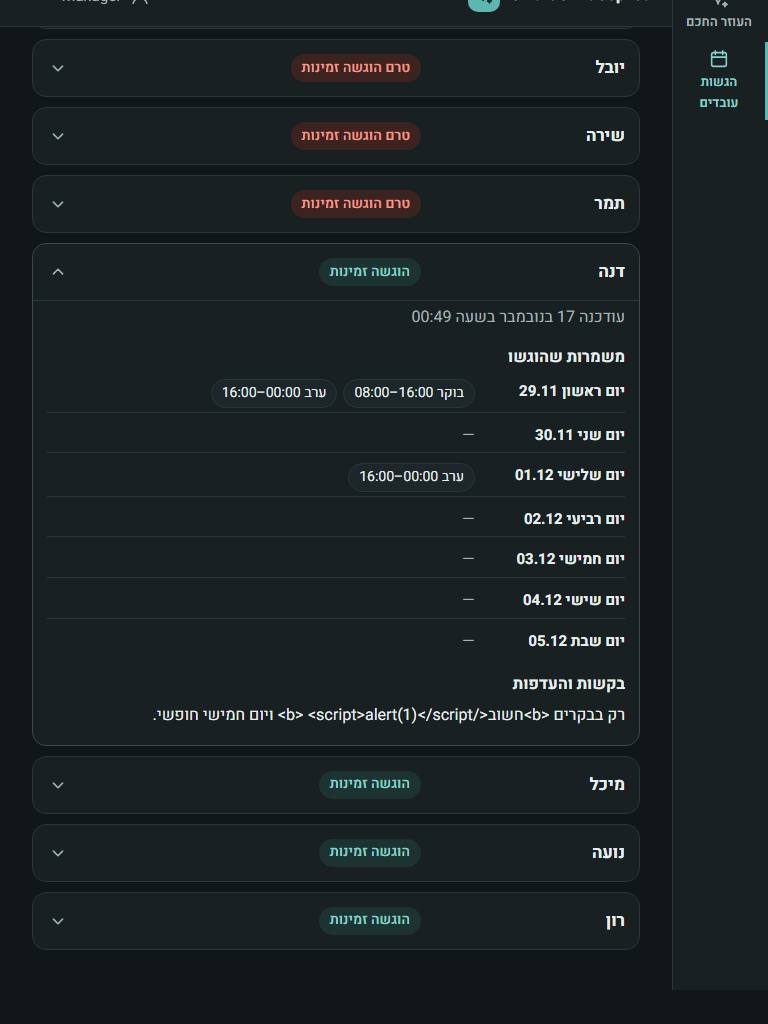 העוזר החכם
הגשות
עובדים
manager
יובל
טרם הוגשה זמינות
שירה
טרם הוגשה זמינות
תמר
טרם הוגשה זמינות
דנה
הוגשה זמינות
עודכנה 17 בנובמבר בשעה 00:49
משמרות שהוגשו
יום ראשון 29.11 בוקר 08:00–16:00 ערב 16:00–00:00
יום שני 30.11 —
יום שלישי 01.12 ערב 16:00–00:00
יום רביעי 02.12 —
יום חמישי 03.12 —
יום שישי 04.12 —
יום שבת 05.12 —
בקשות והעדפות
רק בבקרים <b>חשוב</b> <script>alert(1)</script> ויום חמישי חופשי.
מיכל
הוגשה זמינות
נועה
הוגשה זמינות
רון
הוגשה זמינות